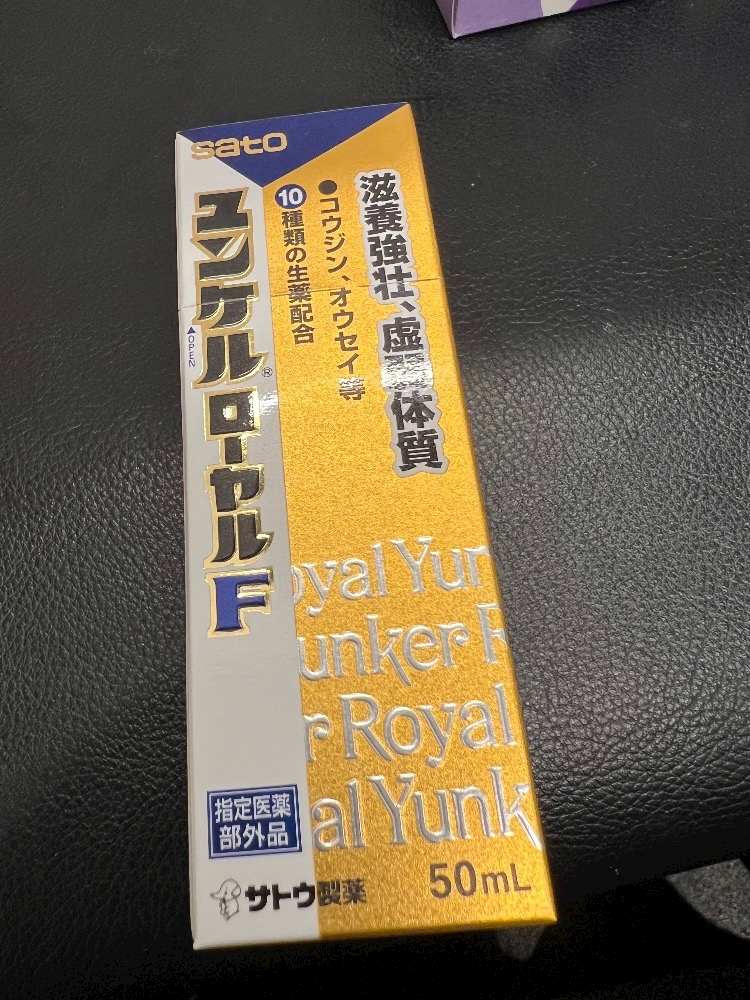 sato
ユンケル®ローヤルF
▲OPEN
滋養強壮、虚弱体質
●コウジン、オウセイ等
10種類の生薬配合
oyal Yun
unker R
r Royal
al Yunk
指定医薬
部外品
サトウ製薬
50mL